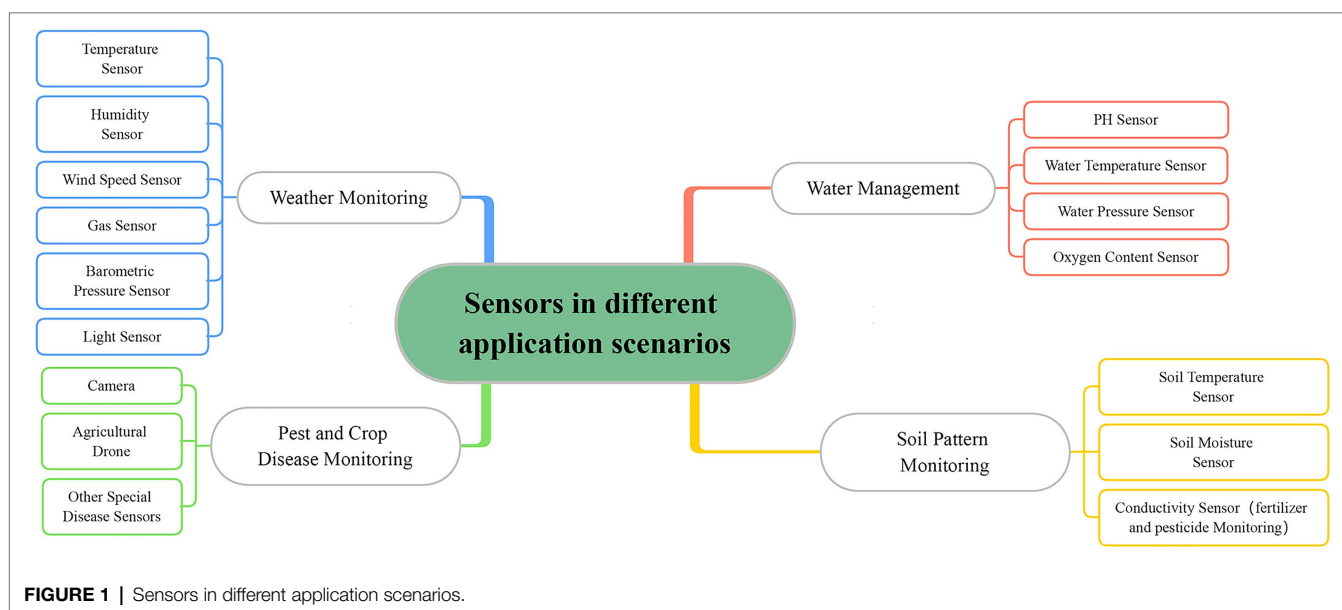 Temperature
Sensor
Humidity
Sensor
Wind Speed Sensor
Gas Sensor
Barometric
Pressure Sensor
Light Sensor
Weather Monitoring
Camera
Agricultural
Drone
Other Special
Disease Sensors
Pest and Crop
Disease Monitoring
Sensors in different
application scenarios
Water Management
PH Sensor
Water Temperature Sensor
Water Pressure Sensor
Oxygen Content Sensor
Soil Pattern
Monitoring
Soil Temperature
Sensor
Soil Moisture
Sensor
Conductivity Sensor（fertilizer
and pesticide Monitoring）
FIGURE 1 | Sensors in different application scenarios.